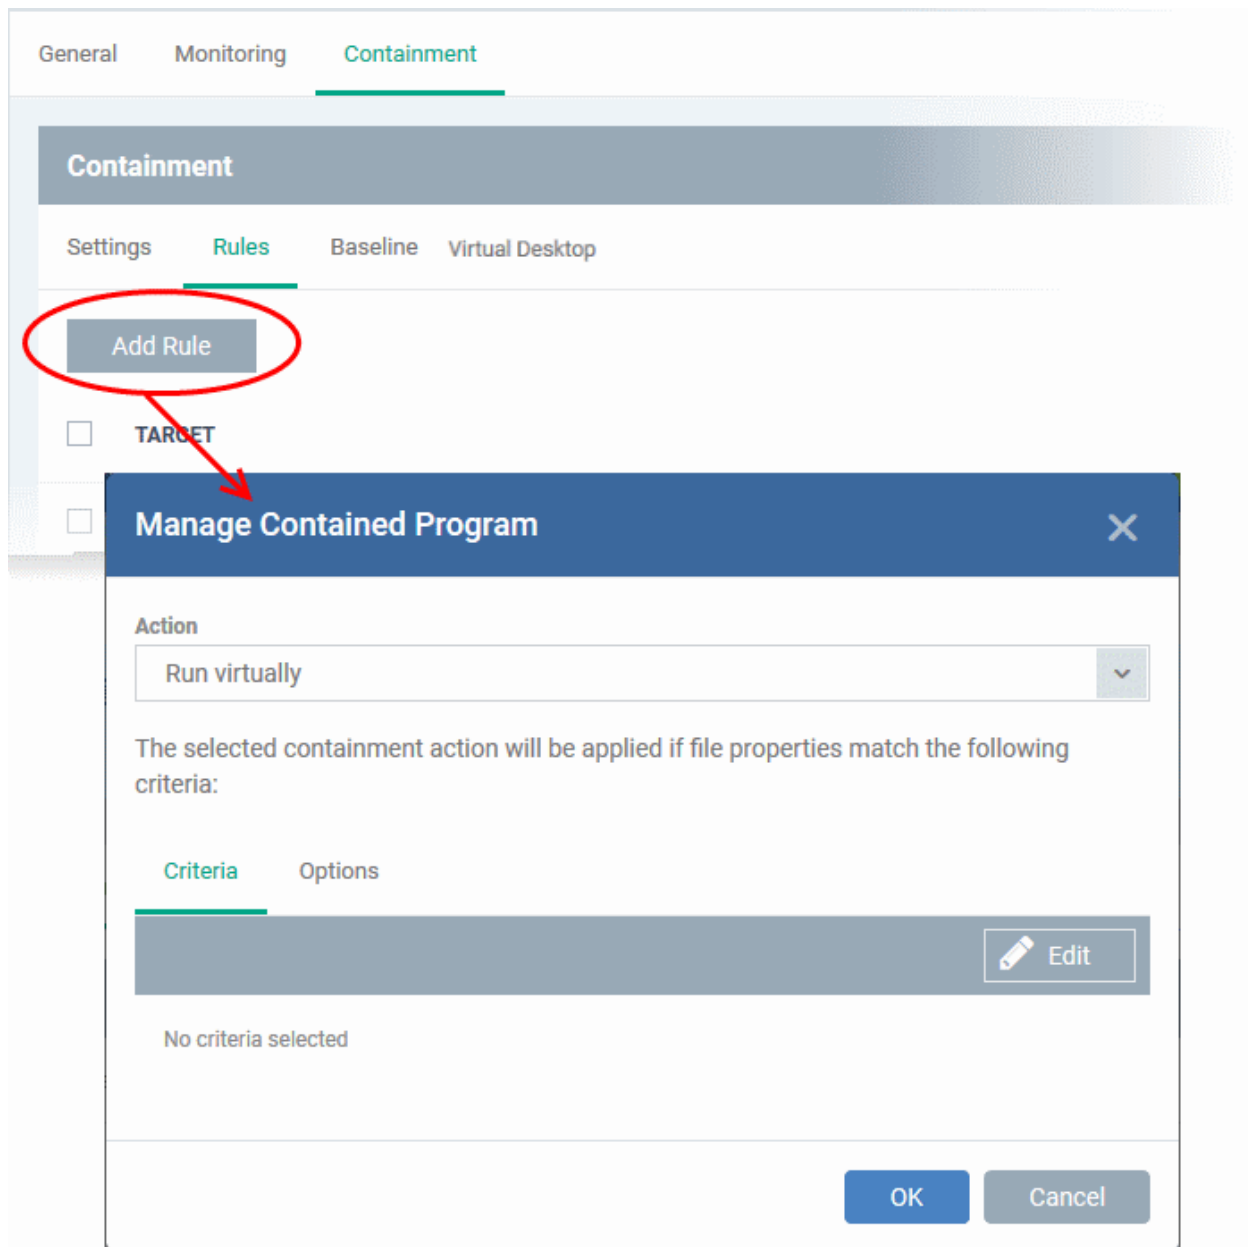 General Monitoring Containment
Containment
Settings Rules Baseline Virtual Desktop
Add Rule
TARGET
Manage Contained Program
Action
Run virtually
The selected containment action will be applied if file properties match the following
criteria:
Criteria Options
Edit
No criteria selected
OK Cancel